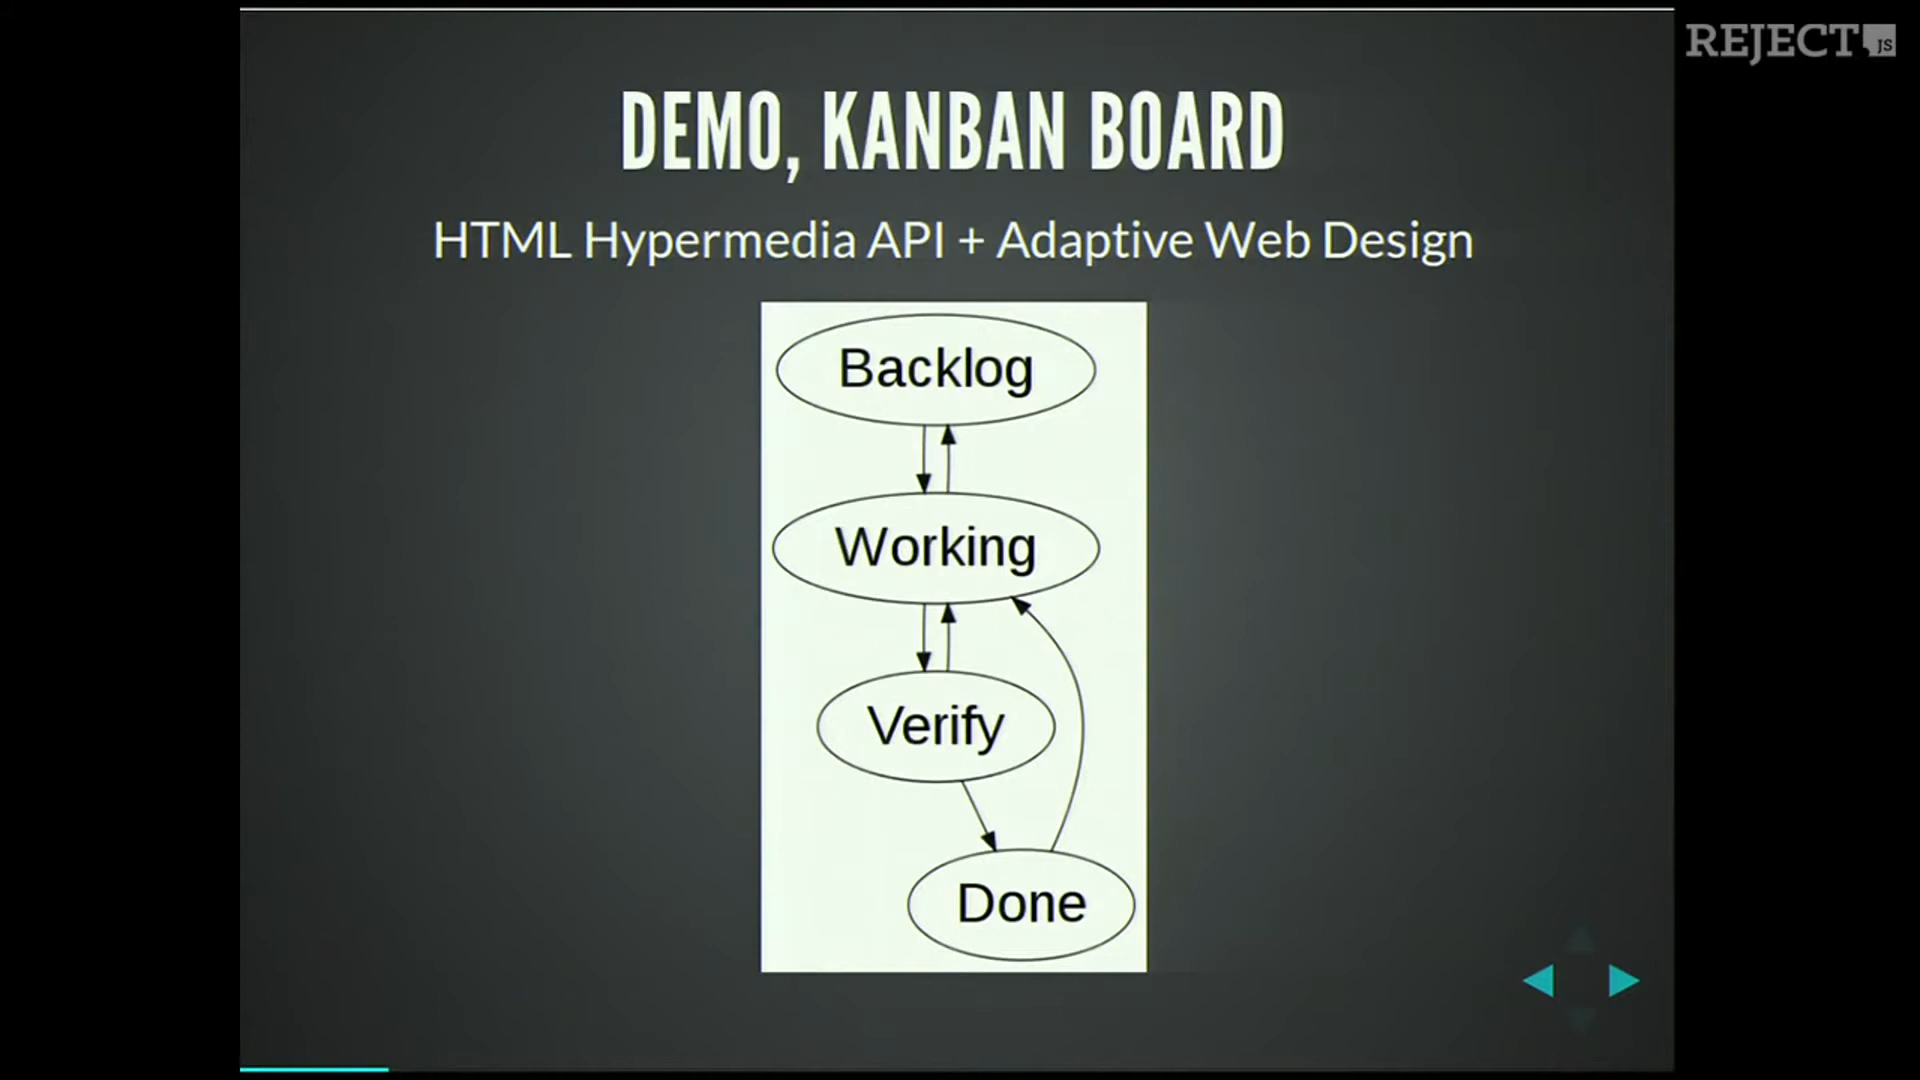 REJECT JS
DEMO, KANBAN BOARD
HTML Hypermedia API + Adaptive Web Design
Backlog
Working
Verify
Done